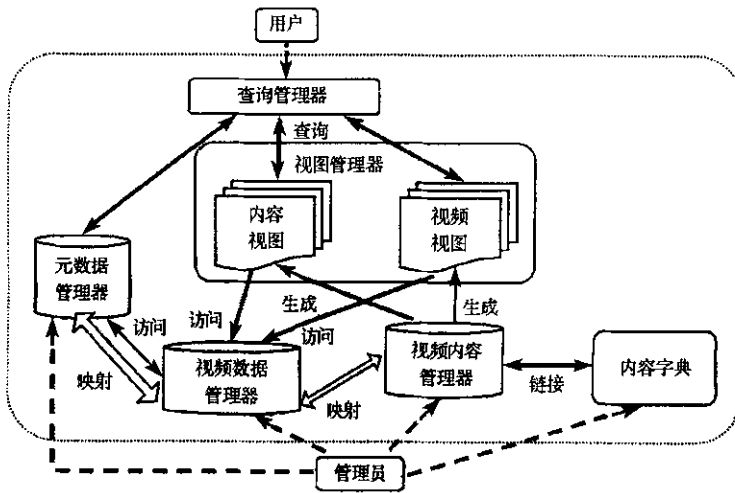 用户
查询管理器
查询
视图管理器
内容
视图
视频
视图
元数据
管理器
访问
访问
生成
访问
生成
映射
视频数据
管理器
映射
视频内容
管理器
链接
内容字典
管理员